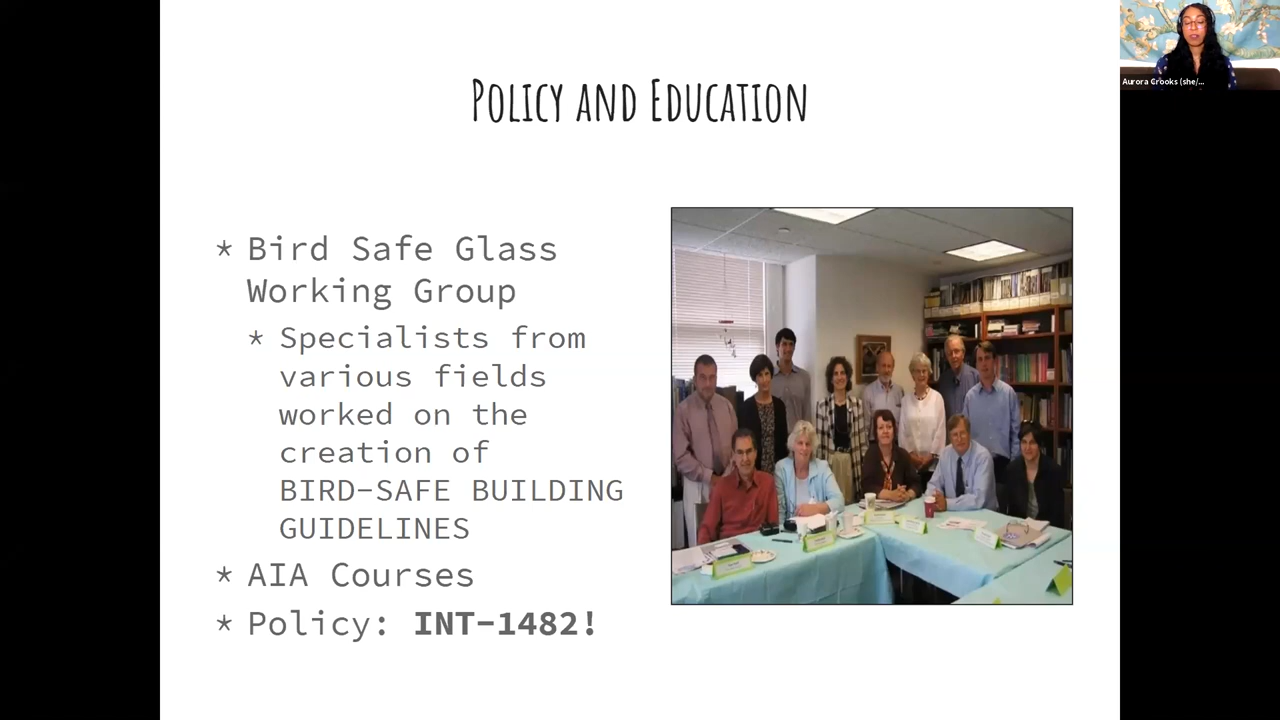 Policy and Education
* Bird Safe Glass
Working Group
* Specialists from
various fields
worked on the
creation of
BIRD-SAFE BUILDING
GUIDELINES
* AIA Courses
* Policy: INT-1482!
Aurora Crooks (she/...